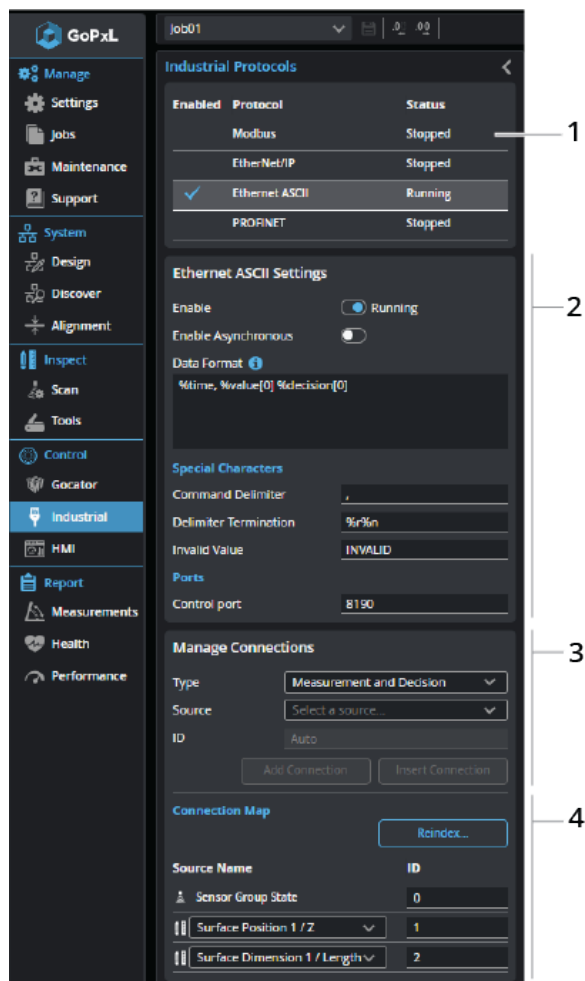 GoPxL
Manage
Settings
Jobs
Maintenance
Support
System
Design
Discover
Alignment
Inspect
Scan
Tools
Control
Gocator
Industrial
HMI
Report
Measurements
Health
Performance
Job01
.0 .00
Industrial Protocols
Enabled Protocol Status
Modbus Stopped
EtherNet/IP Stopped
Ethernet ASCII Running
PROFINET Stopped
1
Ethernet ASCII Settings
Enable Running
Enable Asynchronous
Data Format
%time, %value[0] %decision[0]
Special Characters
Command Delimiter ,
Delimiter Termination %r%n
Invalid Value INVALID
Ports
Control port 8190
2
Manage Connections
Type Measurement and Decision
Source Select a source...
ID Auto
Add Connection Insert Connection
3
Connection Map
Reindex...
Source Name ID
Sensor Group State 0
Surface Position 1 / Z 1
Surface Dimension 1 / Length 2
4